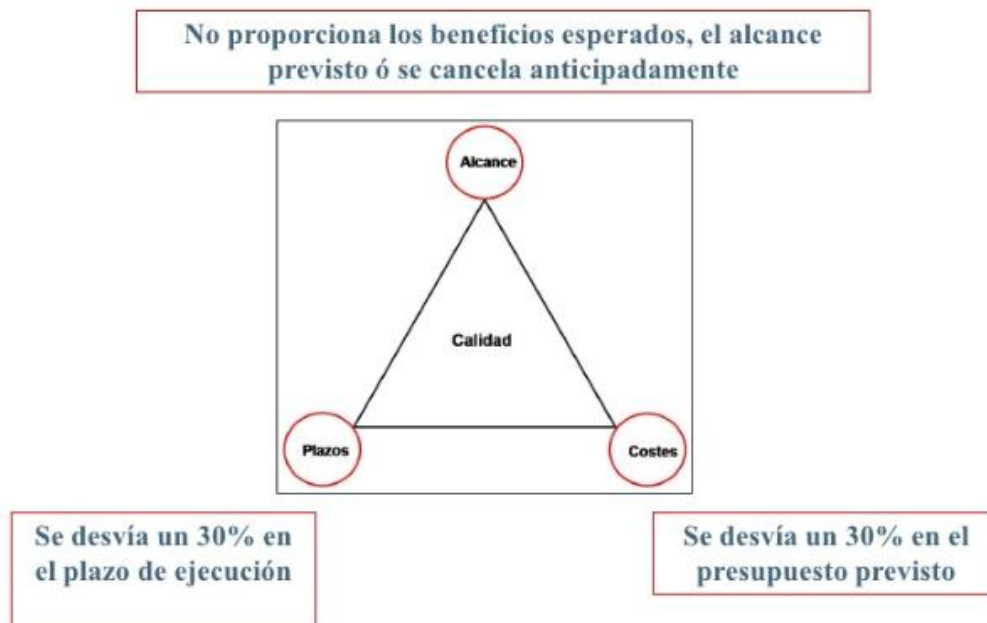 No proporciona los beneficios esperados, el alcance
previsto ó se cancela anticipadamente
Alcance
Calidad
Plazos
Costes
Se desvía un 30% en
el plazo de ejecución
Se desvía un 30% en el
presupuesto previsto